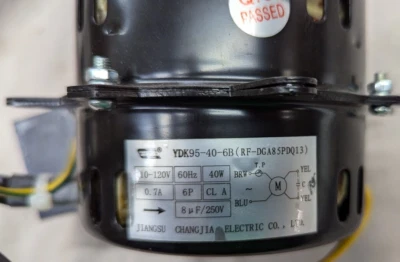 PASSED
YDK95-40-6B(RF-DGA85PDQ13)
10-120V 60Hz 40W
0.7A 6P CL A
8μF/250V
BRN T.P YEL
M C
BLU YEL
JIANGSU CHANGJIA ELECTRIC CO., LTD.